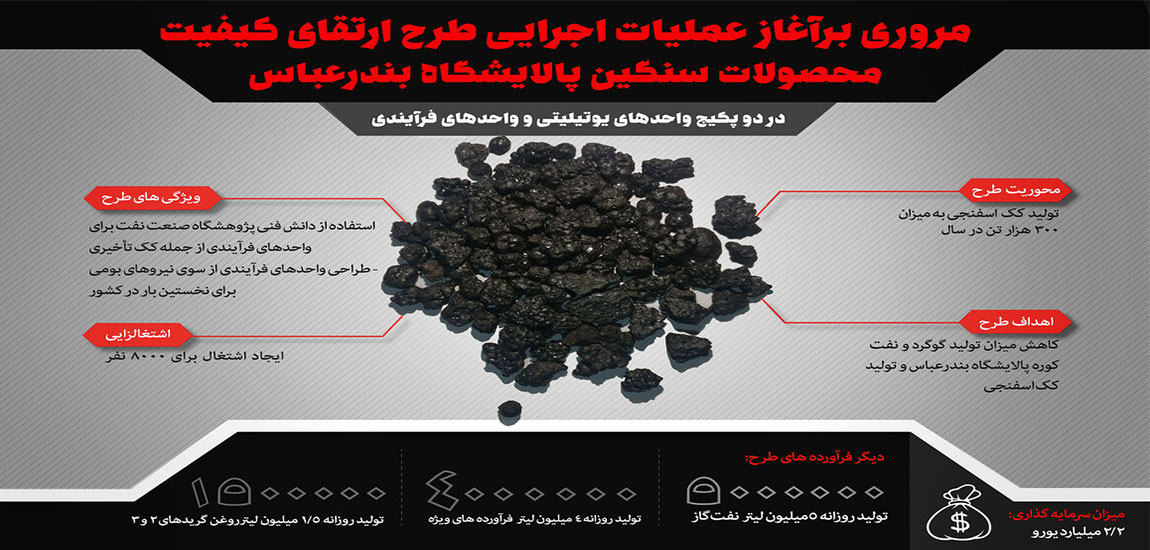 مروری برآغاز عملیات اجرایی طرح ارتقای کیفیت
محصولات سنگین پالایشگاه بندرعباس
در دو پکیج واحدهای یوتیلیتی و واحدهای فرآیندی
محوریت طرح
تولید کک اسفنجی به میزان
۳۰۰ هزار تن در سال
اهداف طرح
کاهش میزان تولید گوگرد و نفت
کوره پالایشگاه بندرعباس و تولید
کک اسفنجی
ویژگی های طرح
استفاده از دانش فنی پژوهشگاه صنعت نفت برای
واحدهای فرآیندی از جمله کک تأخیری
- طراحی واحدهای فرآیندی از سوی نیروهای بومی
برای نخستین بار در کشور
اشتغالزایی
ایجاد اشتغال برای ۸۰۰۰ نفر
میزان سرمایه گذاری:
۲/۲ میلیارد یورو
$
دیگر فرآورده های طرح:
۵۰۰۰۰۰۰
تولید روزانه ۵میلیون لیتر نفت گاز
۴۰۰۰۰۰۰
تولید روزانه ۴ میلیون لیتر فرآورده های ویژه
۱۵۰۰۰۰۰
تولید روزانه ۱/۵ میلیون لیتر روغن گریدهای ۲ و ۳